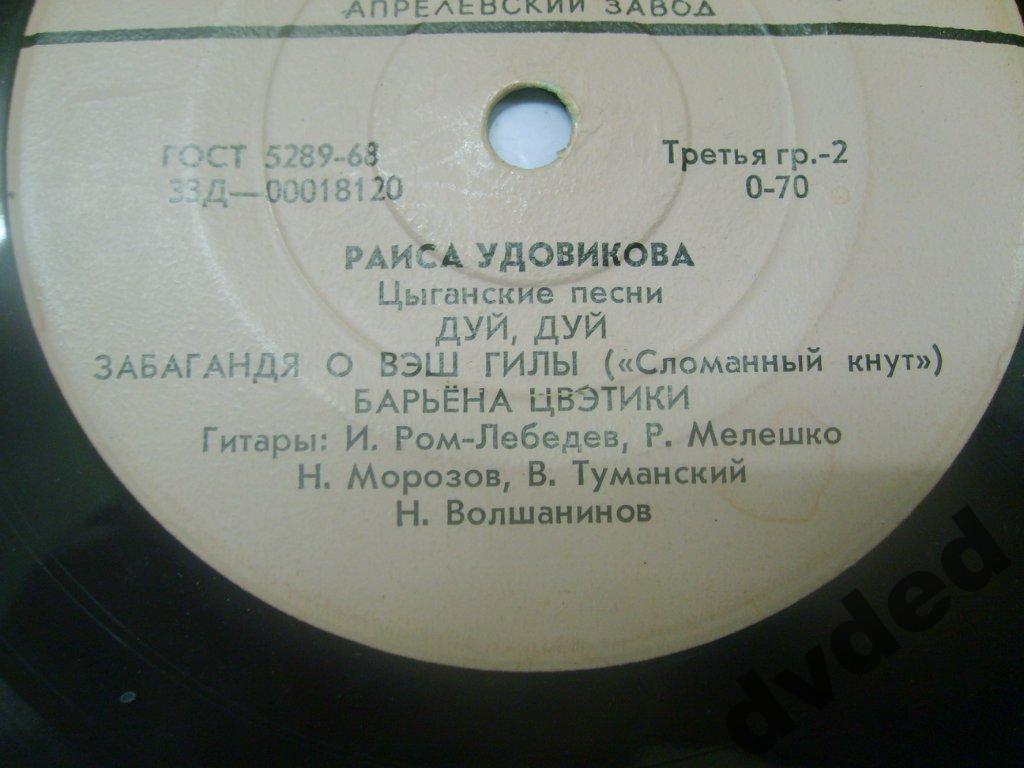 АПРЕЛЕВСКИЙ ЗАВОД
ГОСТ 5289-68
33Д—00018120
Третья гр.-2
0-70
РАИСА УДОВИКОВА
Цыганские песни
ДУЙ, ДУЙ
ЗАБАГАНДЯ О ВЭШ ГИЛЫ («Сломанный кнут»)
БАРЬЁНА ЦВЭТИКИ
Гитары: И. Ром-Лебедев, Р. Мелешко
Н. Морозов, В. Туманский
Н. Волшанинов
dvded